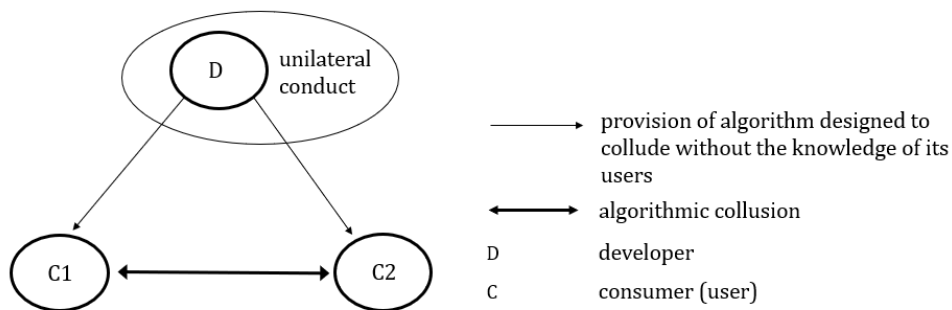 D
unilateral
conduct
C1
C2
provision of algorithm designed to
collude without the knowledge of its
users
algorithmic collusion
D developer
C consumer (user)